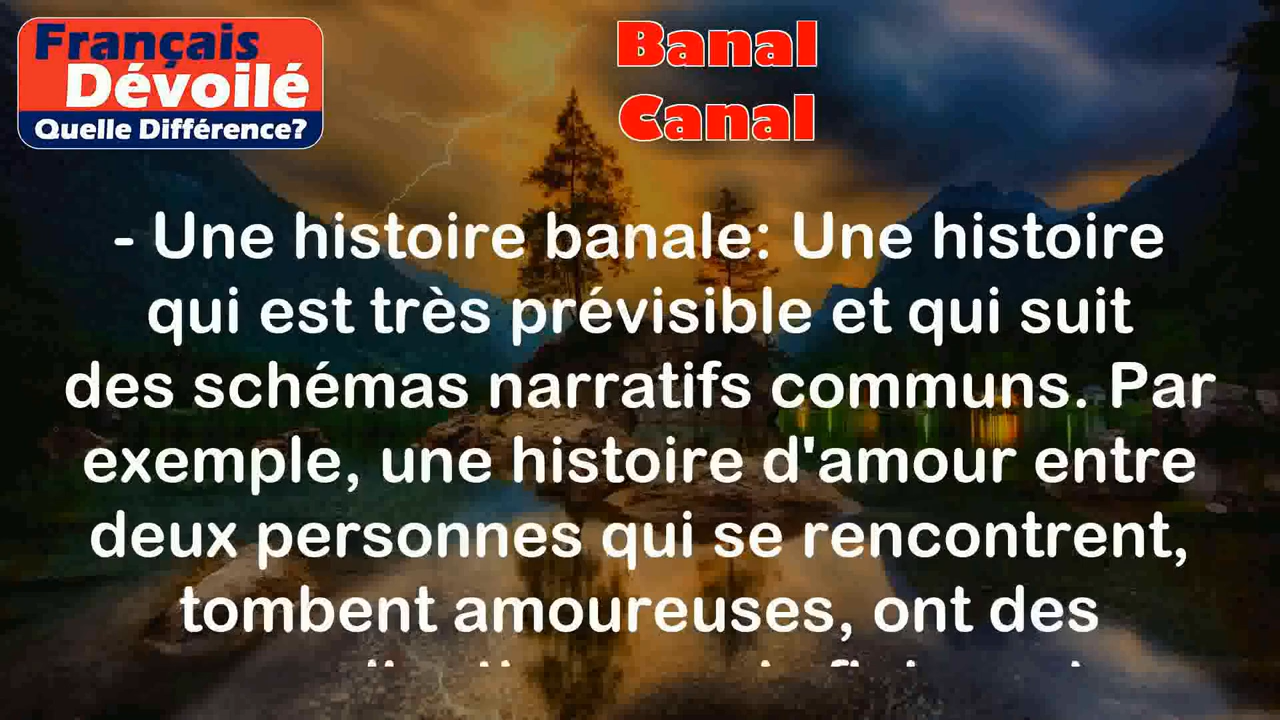 Français
Dévoilé
Quelle Différence?
Banal
Canal
- Une histoire banale: Une histoire
qui est très prévisible et qui suit
des schémas narratifs communs. Par
exemple, une histoire d'amour entre
deux personnes qui se rencontrent,
tombent amoureuses, ont des